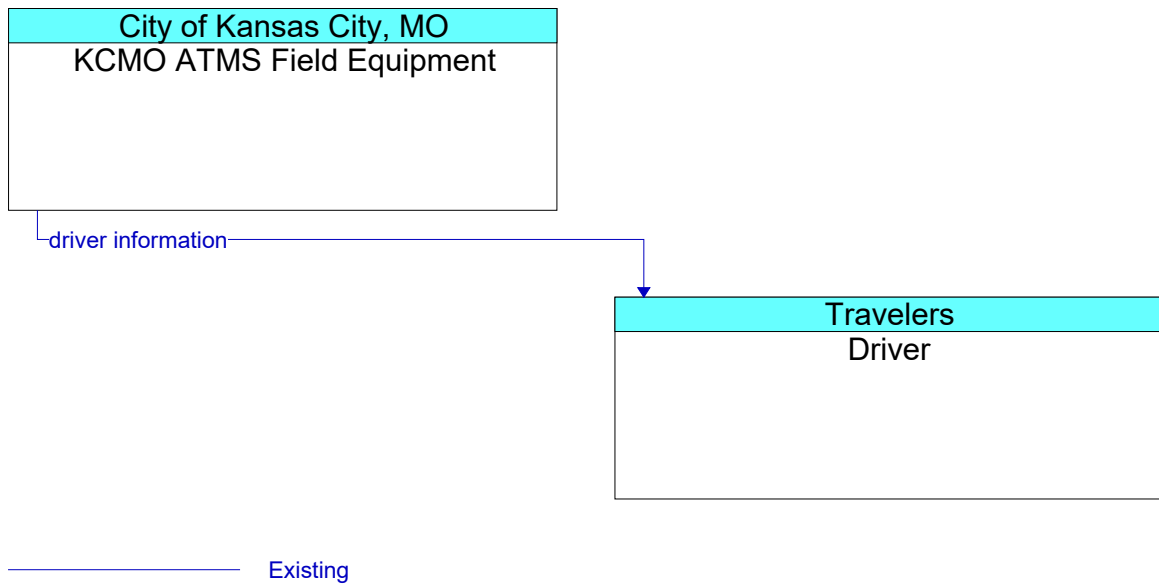 City of Kansas City, MO
KCMO ATMS Field Equipment
driver information
Travelers
Driver
Existing